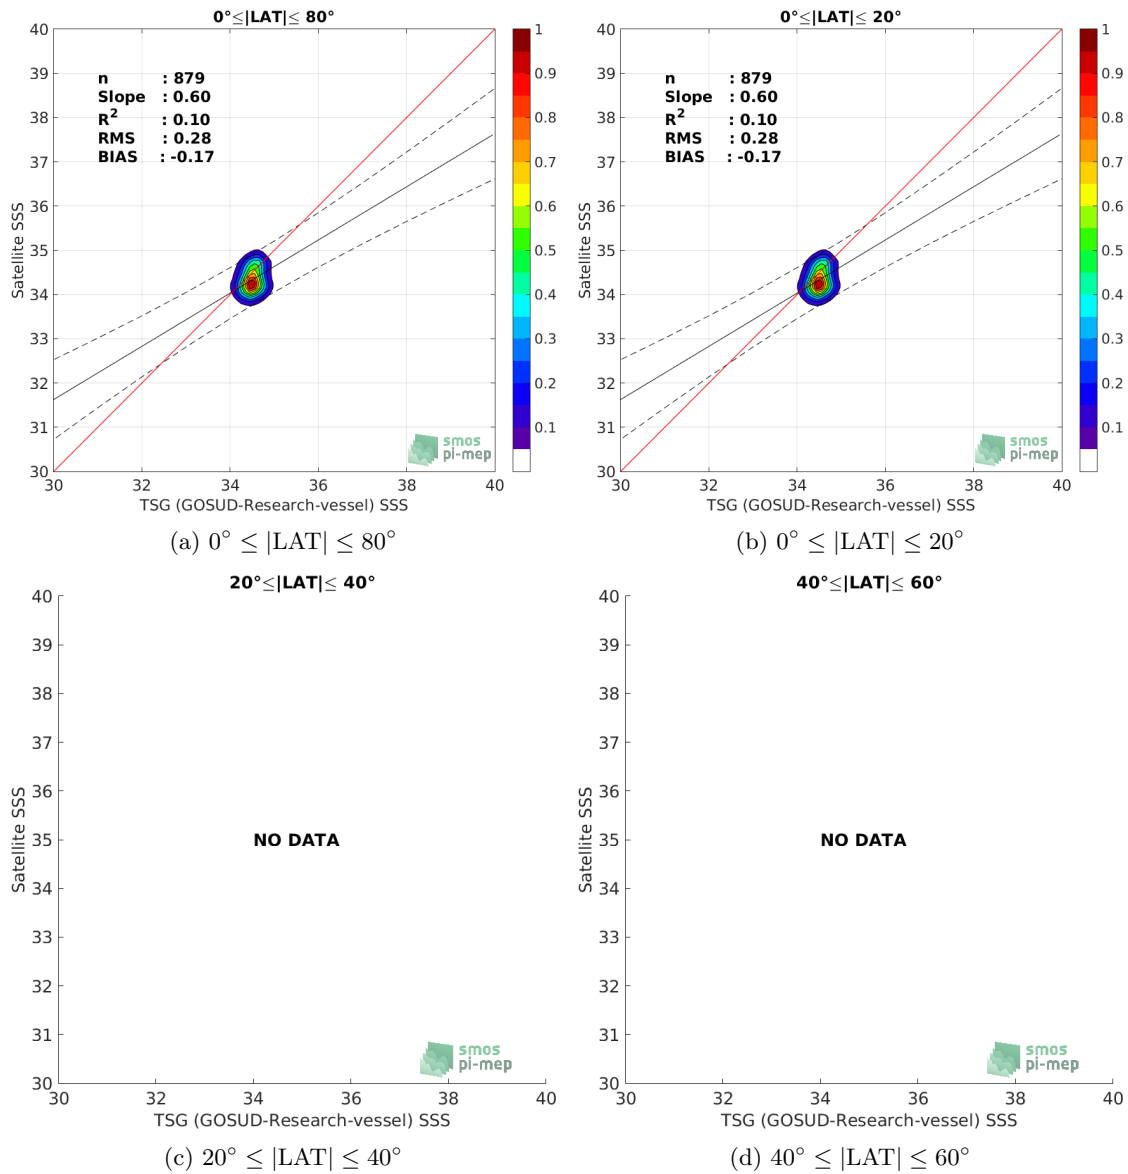 0°≤|LAT|≤ 80°
40
39
38
37
36
35
34
33
32
31
30
Satellite SSS
n : 879
Slope : 0.60
R² : 0.10
RMS : 0.28
BIAS : -0.17
1
0.9
0.8
0.7
0.6
0.5
0.4
0.3
0.2
0.1
smos
pi-mep
30 32 34 36 38 40
TSG (GOSUD-Research-vessel) SSS
(a) 0° ≤ |LAT| ≤ 80°
0°≤|LAT|≤ 20°
40
39
38
37
36
35
34
33
32
31
30
Satellite SSS
n : 879
Slope : 0.60
R² : 0.10
RMS : 0.28
BIAS : -0.17
1
0.9
0.8
0.7
0.6
0.5
0.4
0.3
0.2
0.1
smos
pi-mep
30 32 34 36 38 40
TSG (GOSUD-Research-vessel) SSS
(b) 0° ≤ |LAT| ≤ 20°
20°≤|LAT|≤ 40°
40
39
38
37
36
35
34
33
32
31
30
Satellite SSS
NO DATA
smos
pi-mep
30 32 34 36 38 40
TSG (GOSUD-Research-vessel) SSS
(c) 20° ≤ |LAT| ≤ 40°
40°≤|LAT|≤ 60°
40
39
38
37
36
35
34
33
32
31
30
Satellite SSS
NO DATA
smos
pi-mep
30 32 34 36 38 40
TSG (GOSUD-Research-vessel) SSS
(d) 40° ≤ |LAT| ≤ 60°